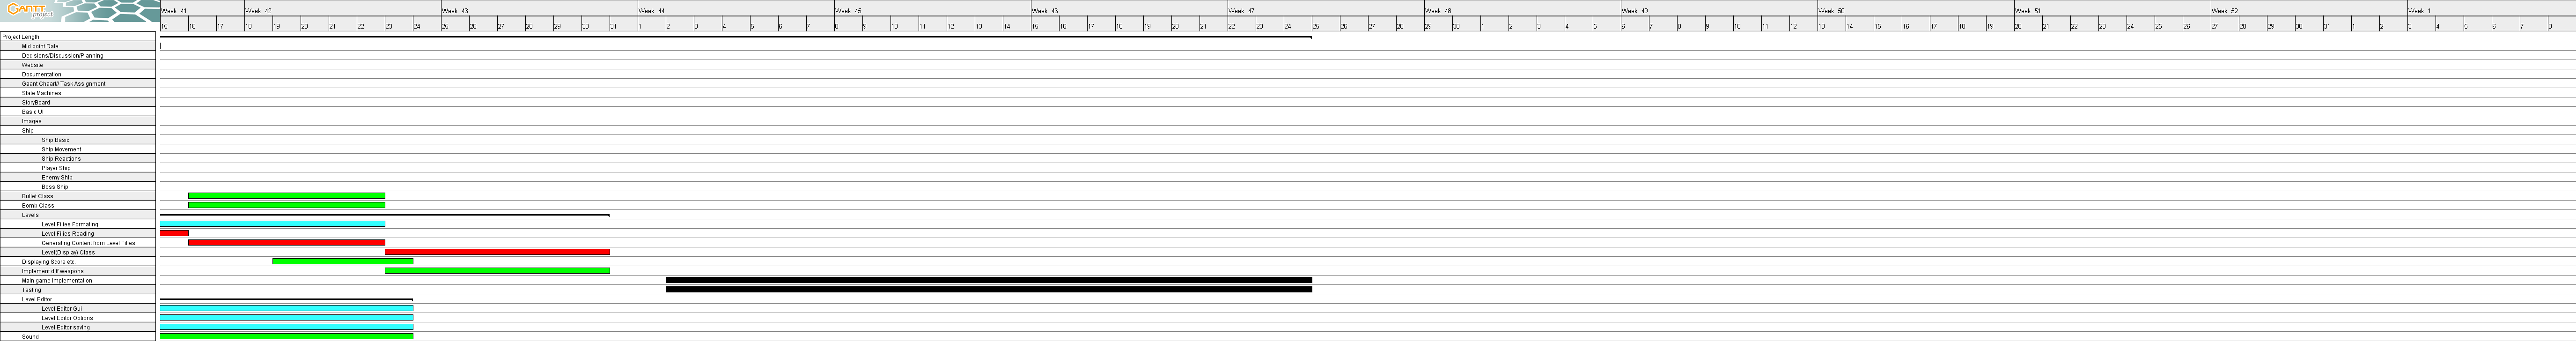 GANTT project
Week 41 Week 42 Week 43 Week 44 Week 45 Week 46 Week 47 Week 48 Week 49 Week 50 Week 51 Week 52 Week 1
15 16 17 18 19 20 21 22 23 24 25 26 27 28 29 30 31 1 2 3 4 5 6 7 8 9 10 11 12 13 14 15 16 17 18 19 20 21 22 23 24 25 26 27 28 29 30 1 2 3 4 5 6 7 8 9 10 11 12 13 14 15 16 17 18 19 20 21 22 23 24 25 26 27 28 29 30 31 1 2 3 4 5 6 7 8
Project Length
Mid point Date
Decisions/Discussion/Planning
Website
Documentation
Gaant Chaart// Task Assignment
State Machines
StoryBoard
Basic UI
Images
Ship
Ship Basic
Ship Movement
Ship Reactions
Player Ship
Enemy Ship
Boss Ship
Bullet Class
Bomb Class
Levels
Level Filies Formating
Level Filies Reading
Generating Content from Level Filies
Level(Display) Class
Displaying Score etc.
Implement diff weapons
Main game Implementation
Testing
Level Editor
Level Editor Gui
Level Editor Options
Level Editor saving
Sound